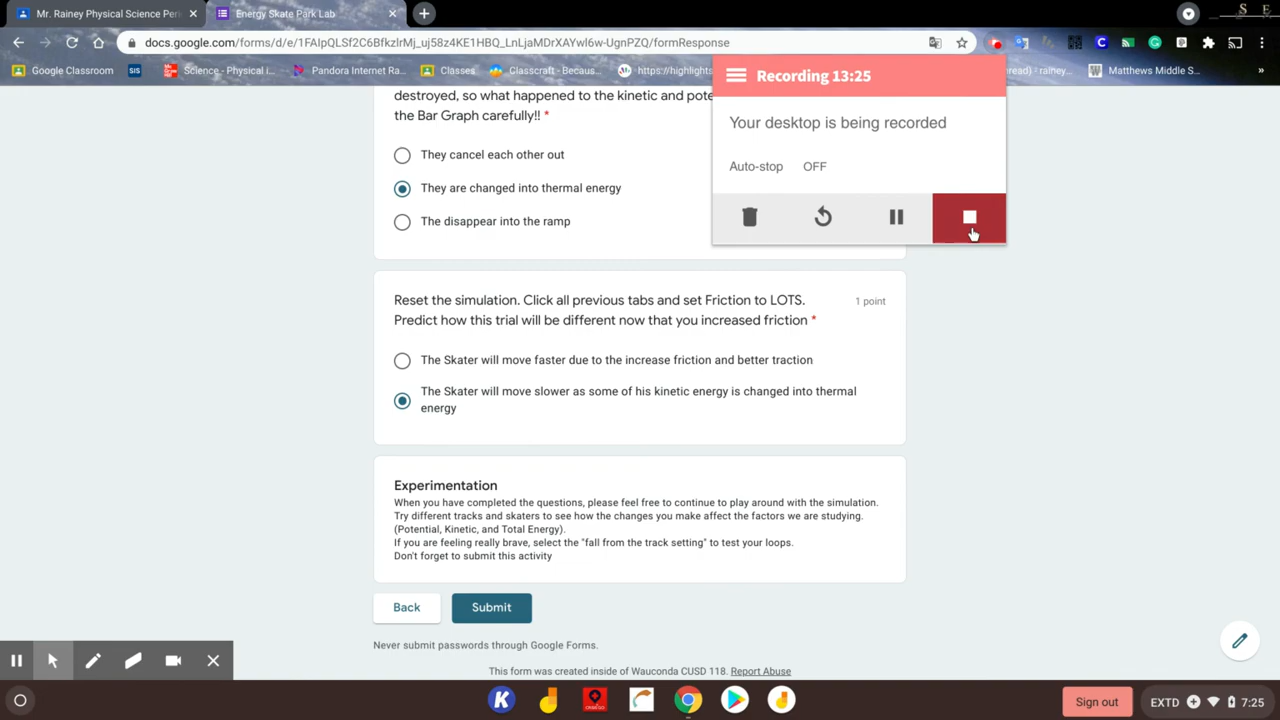 Mr. Rainey Physical Science Peri
Energy Skate Park Lab
S E
docs.google.com/forms/d/e/1FAIpQLSf2C6BfkzlrMj_uj58z4KE1HBQ_LnLjaMDrXAYwl6w-UgnPZQ/formResponse
Google Classroom
SIS
Science - Physical i...
Pandora Internet Ra...
Classes
Classcraft - Becaus...
https://highlights
read) - rainey...
Matthews Middle S...
»
Recording 13:25
Your desktop is being recorded
Auto-stop OFF
destroyed, so what happened to the kinetic and pote
the Bar Graph carefully!! *
They cancel each other out
They are changed into thermal energy
The disappear into the ramp
Reset the simulation. Click all previous tabs and set Friction to LOTS.
1 point
Predict how this trial will be different now that you increased friction *
The Skater will move faster due to the increase friction and better traction
The Skater will move slower as some of his kinetic energy is changed into thermal
energy
Experimentation
When you have completed the questions, please feel free to continue to play around with the simulation.
Try different tracks and skaters to see how the changes you make affect the factors we are studying.
(Potential, Kinetic, and Total Energy).
If you are feeling really brave, select the "fall from the track setting" to test your loops.
Don't forget to submit this activity
Back
Submit
Never submit passwords through Google Forms.
This form was created inside of Wauconda CUSD 118. Report Abuse
K
Sign out
EXTD
7:25